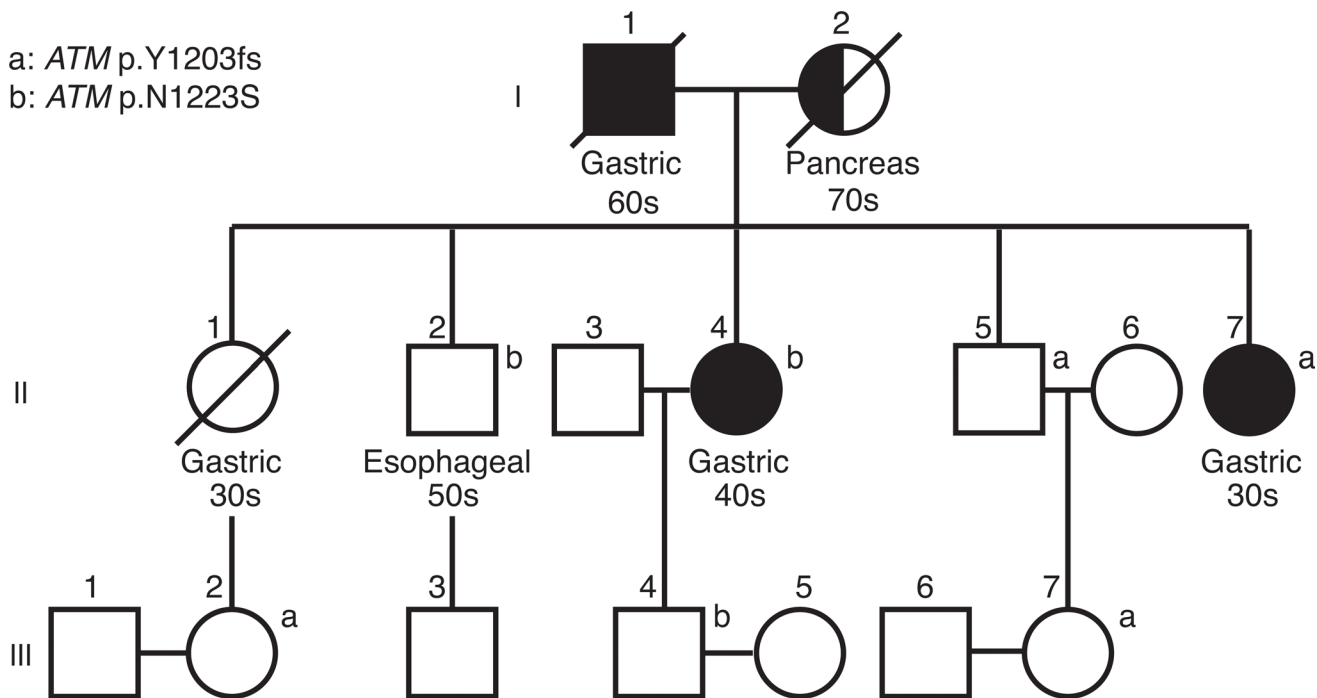 a: ATM p.Y1203fs
b: ATM p.N1223S
I
1
2
Gastric
60s
Pancreas
70s
II
1
2
b
3
4
b
5
a
6
7
a
Gastric
30s
Esophageal
50s
Gastric
40s
Gastric
30s
III
1
2
a
3
4
b
5
6
7
a